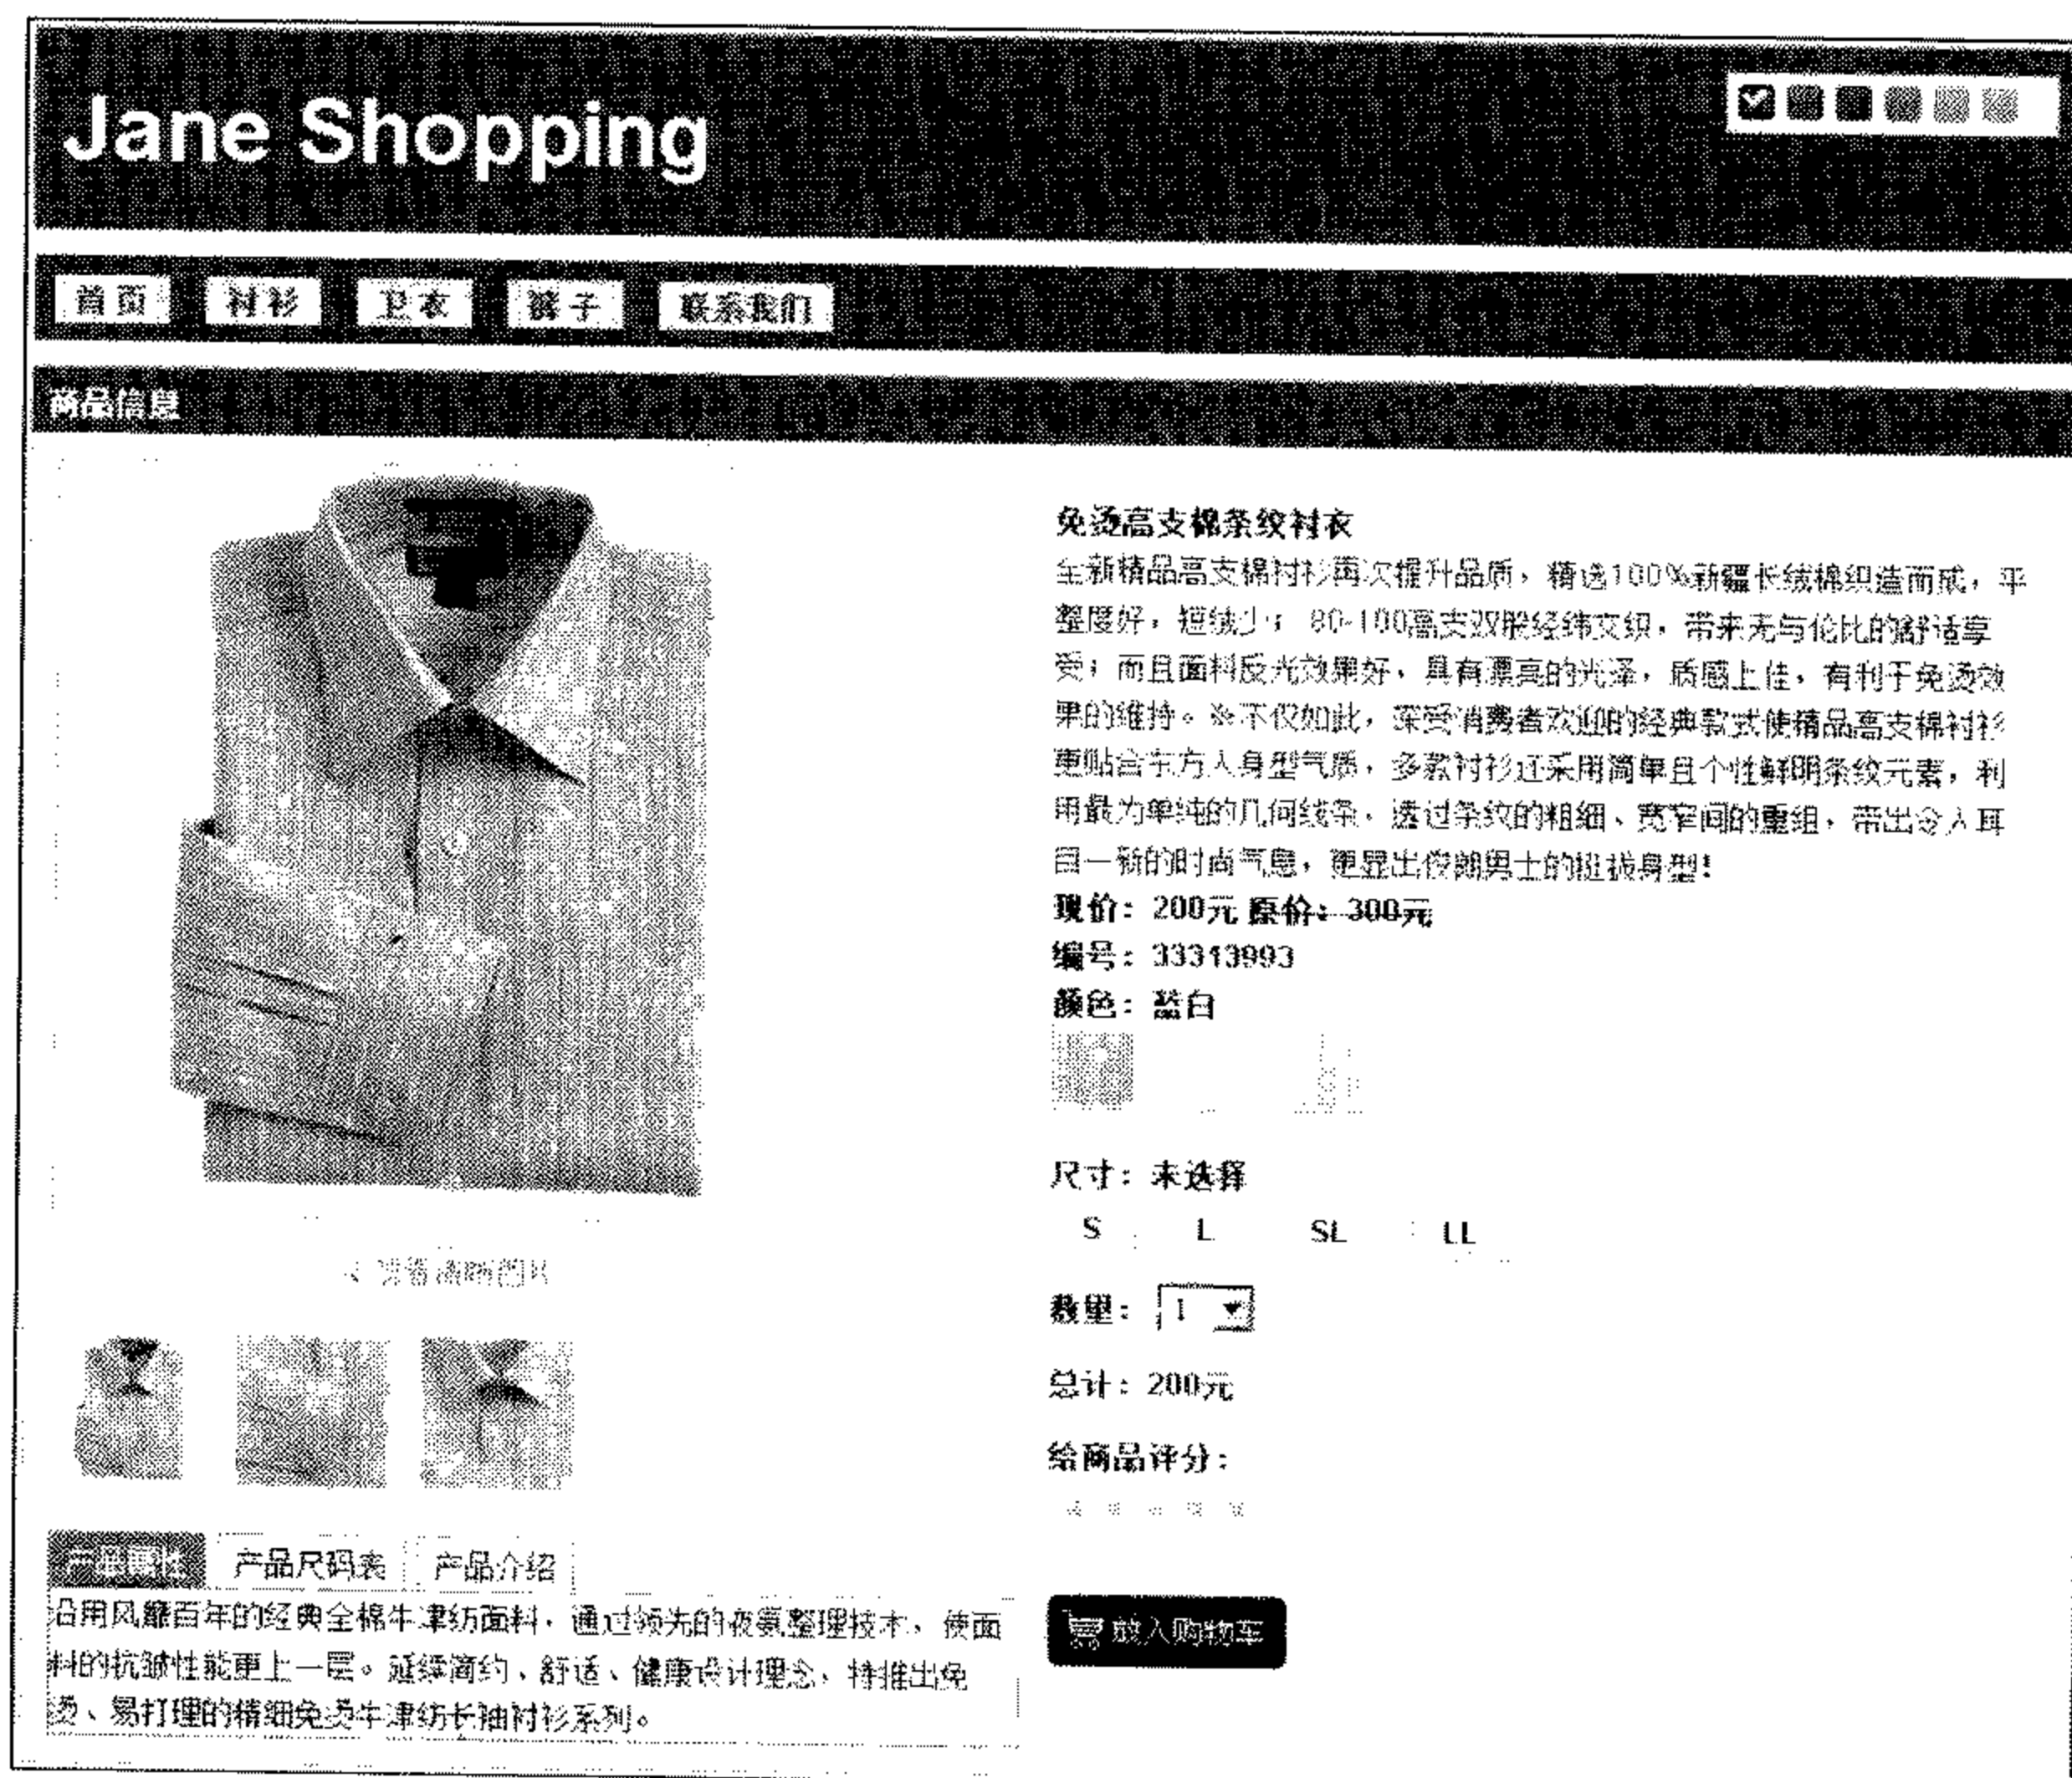 Jane Shopping
首页 衬衫 卫衣 裤子 联系我们
商品信息
免烫高支棉条纹衬衣
全新精品高支棉衬衫再次提升品质，精选100%新疆长绒棉织造而成，平
整度好，短绒少； 80-100高支双股经纬交织，带来无与伦比的舒适享
受；而且面料反光效果好，具有漂亮的光泽，质感上佳，有利于免烫效
果的维持。※不仅如此，深受消费者欢迎的经典款式使精品高支棉衬衫
更贴合东方人身型气质，多款衬衫还采用简单且个性鲜明条纹元素，利
用最为单纯的几何线条，透过条纹的粗细、宽窄间的重组，带出令人耳
目一新的时尚气息，更显出俊朗男士的挺拔身型！
现价：200元 原价：300元
编号：33313993
颜色：蓝白
尺寸：未选择
S L SL LL
数量： 1
总计：200元
给商品评分：
放入购物车
观看清晰图片
产品属性 产品尺码表 产品介绍
沿用风靡百年的经典全棉牛津纺面料，通过领先的液氨整理技术，使面
料的抗皱性能更上一层。延续简约、舒适、健康设计理念，特推出免
烫、易打理的精细免烫牛津纺长袖衬衫系列。